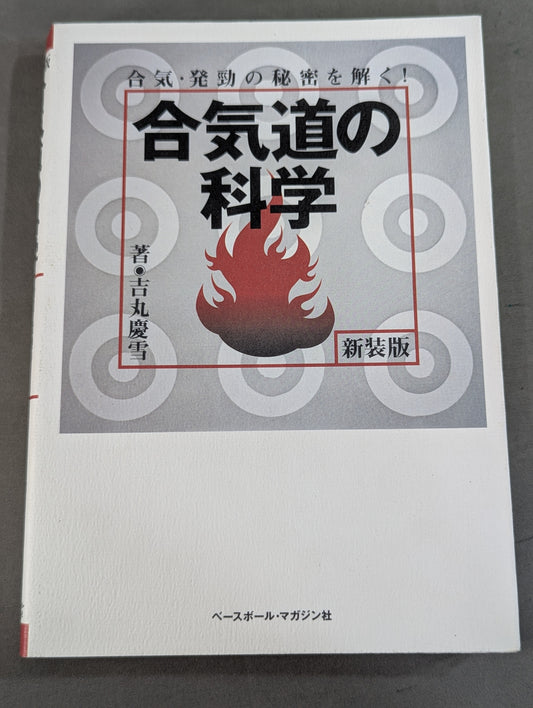 合気・発勁の秘密を解く!
合気道の
科学
著●吉丸慶雪
新装版
ベースボール・マガジン社